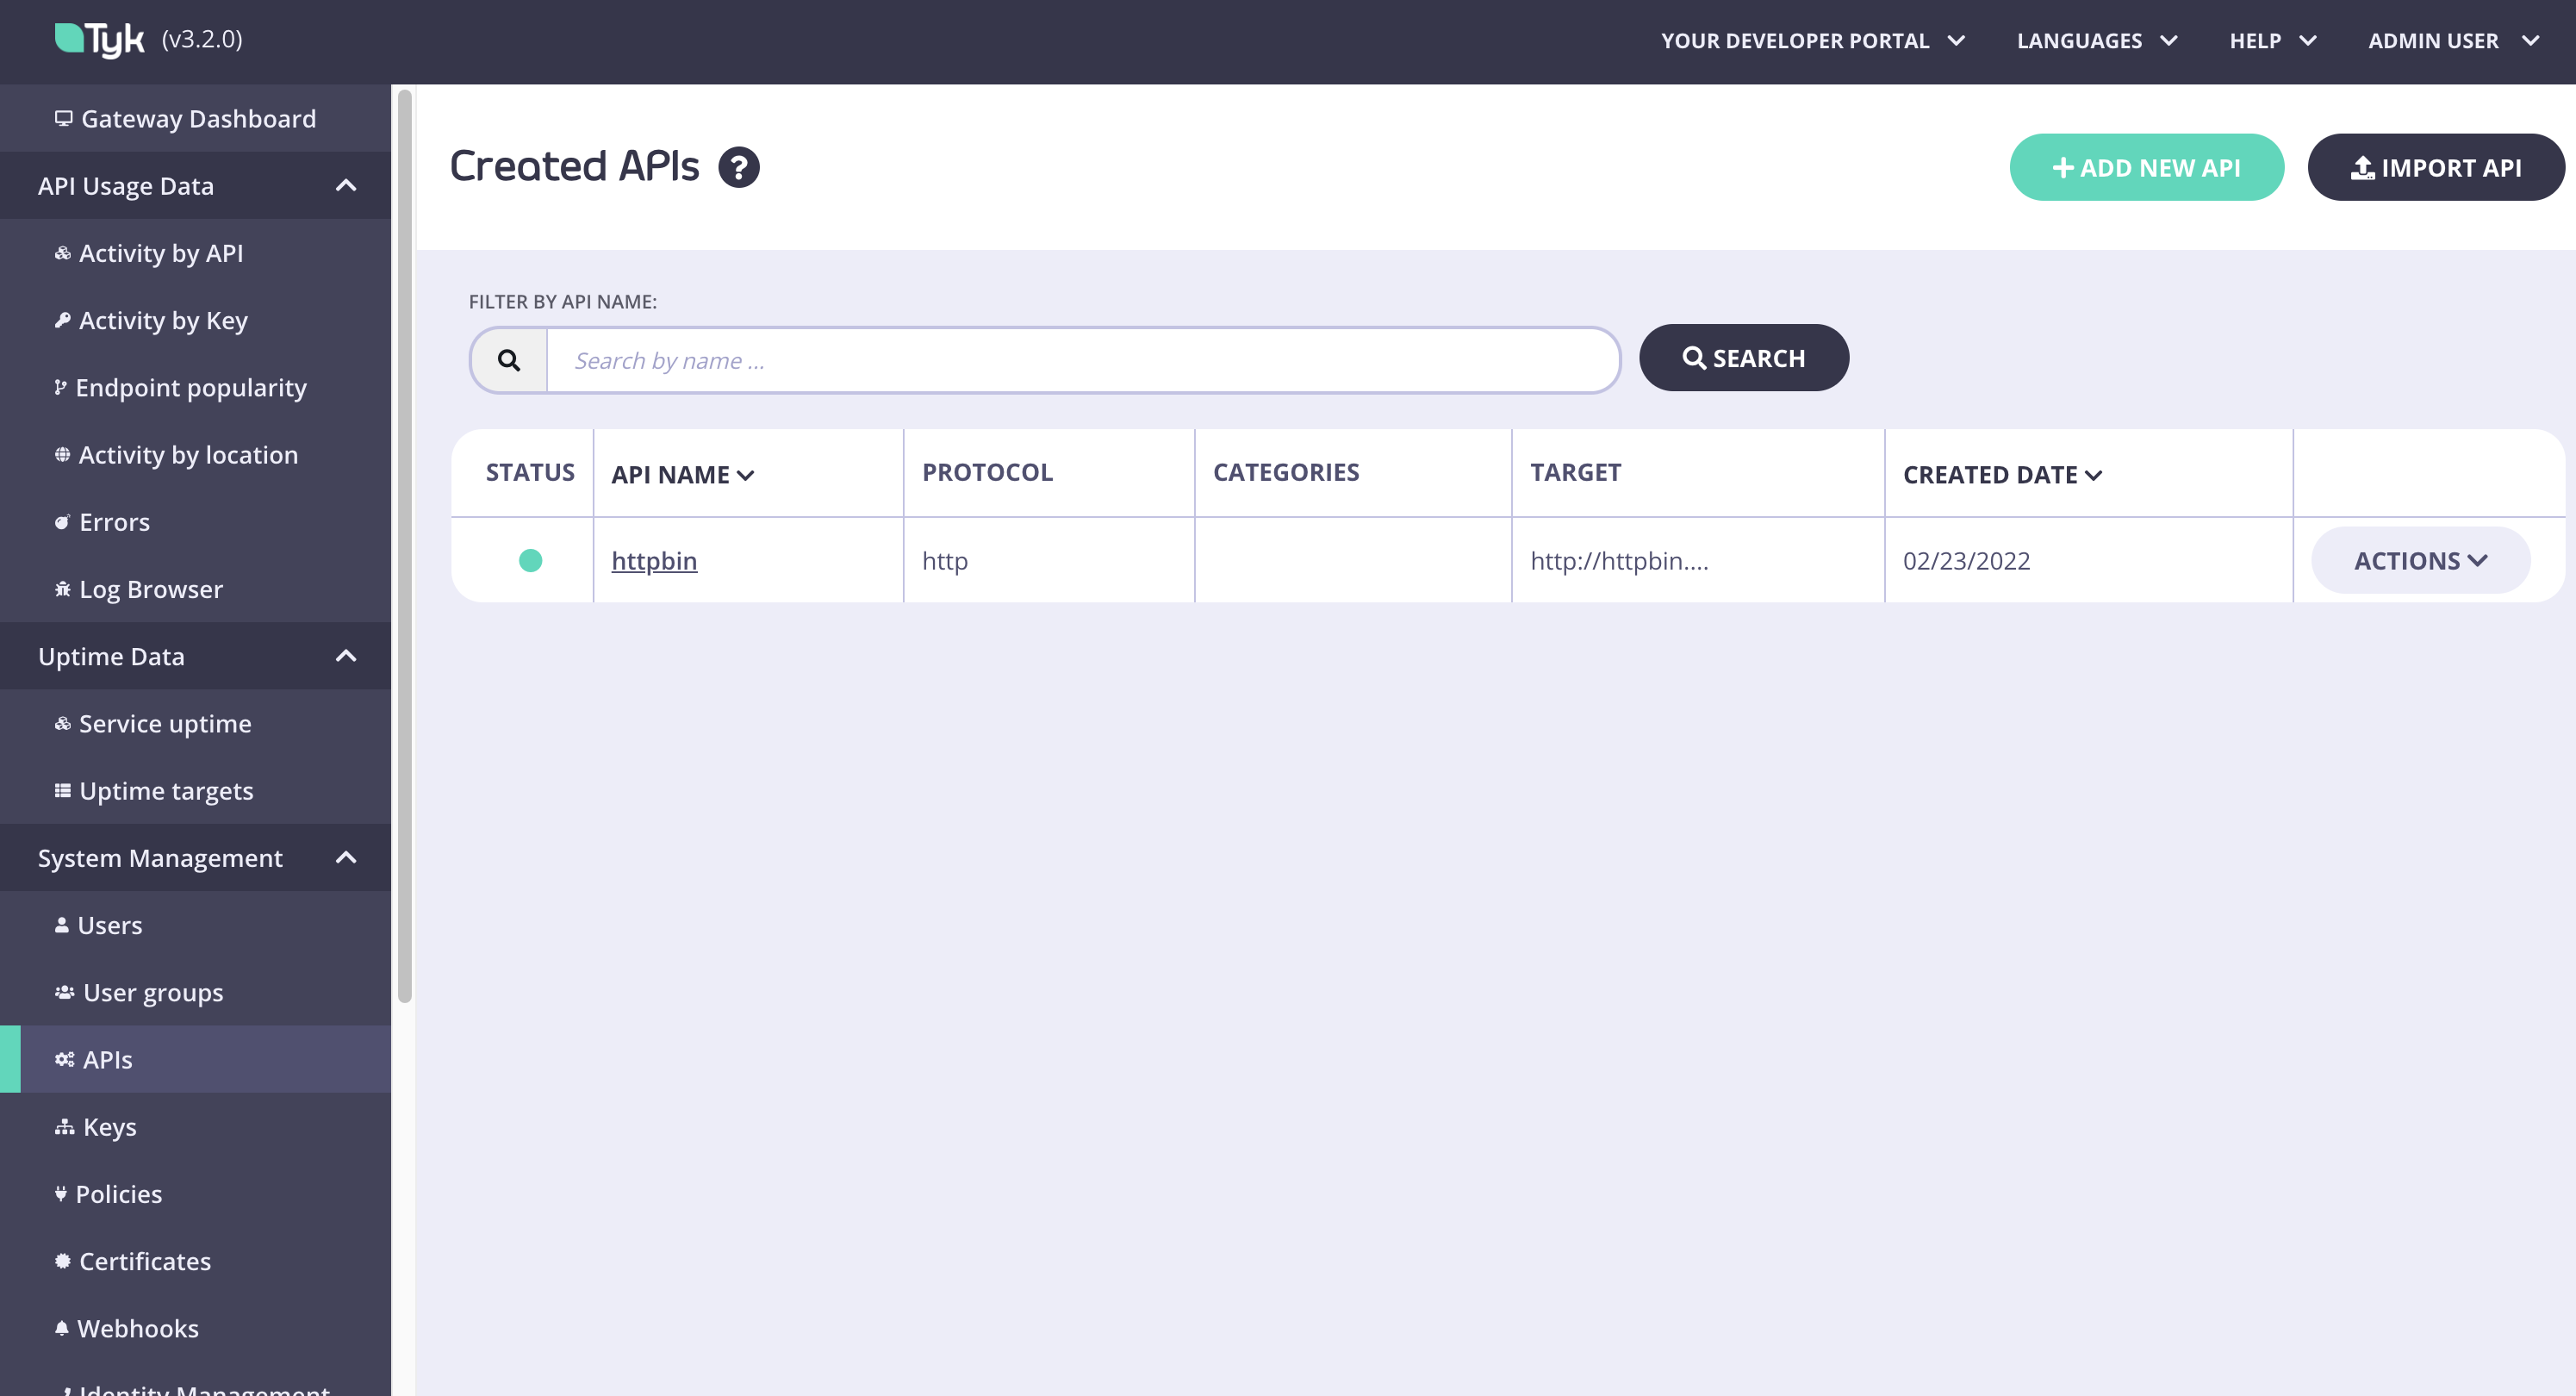 Tyk (v3.2.0)
YOUR DEVELOPER PORTAL LANGUAGES HELP ADMIN USER
Gateway Dashboard
API Usage Data
Activity by API
Activity by Key
Endpoint popularity
Activity by location
Errors
Log Browser
Uptime Data
Service uptime
Uptime targets
System Management
Users
User groups
APIs
Keys
Policies
Certificates
Webhooks
Identity Management
Created APIs ?
ADD NEW API IMPORT API
FILTER BY API NAME:
Search by name ... SEARCH
STATUS API NAME PROTOCOL CATEGORIES TARGET CREATED DATE
httpbin http http://httpbin.... 02/23/2022 ACTIONS